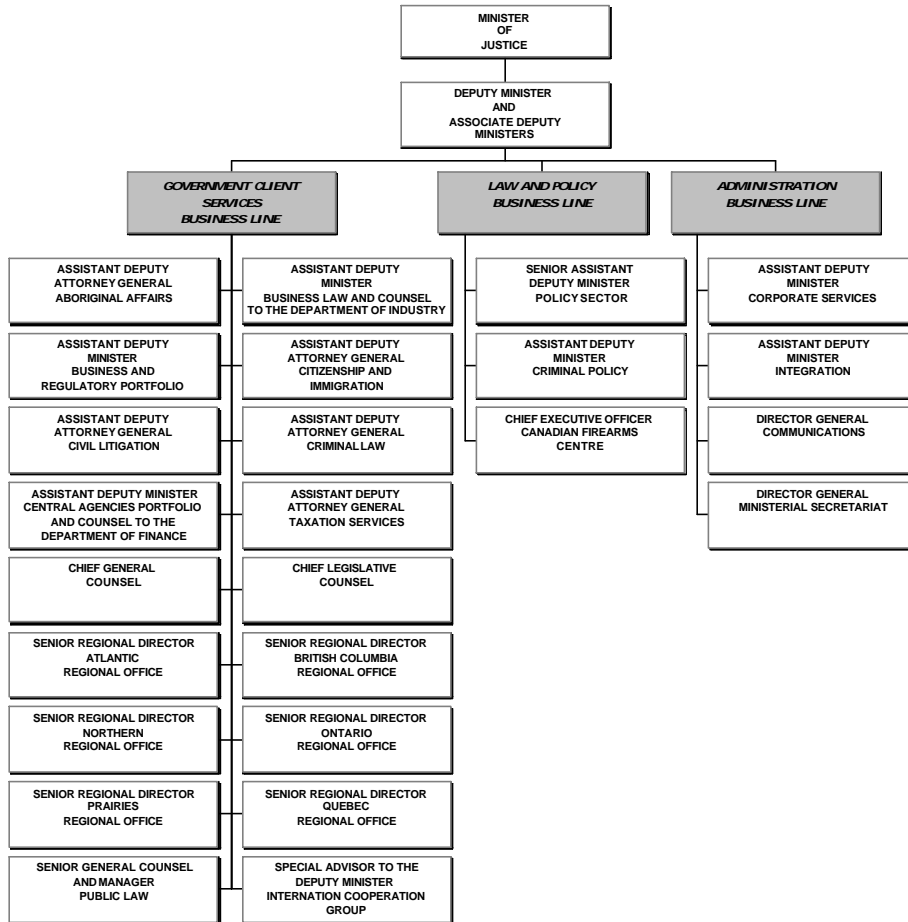 MINISTER
OF
JUSTICE
DEPUTY MINISTER
AND
ASSOCIATE DEPUTY
MINISTERS
GOVERNMENT CLIENT
SERVICES
BUSINESS LINE
LAW AND POLICY
BUSINESS LINE
ADMINISTRATION
BUSINESS LINE
ASSISTANT DEPUTY
ATTORNEY GENERAL
ABORIGINAL AFFAIRS
ASSISTANT DEPUTY
MINISTER
BUSINESS LAW AND COUNSEL
TO THE DEPARTMENT OF INDUSTRY
SENIOR ASSISTANT
DEPUTY MINISTER
POLICY SECTOR
ASSISTANT DEPUTY
MINISTER
CORPORATE SERVICES
ASSISTANT DEPUTY
MINISTER
BUSINESS AND
REGULATORY PORTFOLIO
ASSISTANT DEPUTY
ATTORNEY GENERAL
CITIZENSHIP AND
IMMIGRATION
ASSISTANT DEPUTY
MINISTER
CRIMINAL POLICY
ASSISTANT DEPUTY
MINISTER
INTEGRATION
ASSISTANT DEPUTY
ATTORNEY GENERAL
CIVIL LITIGATION
ASSISTANT DEPUTY
ATTORNEY GENERAL
CRIMINAL LAW
CHIEF EXECUTIVE OFFICER
CANADIAN FIREARMS
CENTRE
DIRECTOR GENERAL
COMMUNICATIONS
ASSISTANT DEPUTY MINISTER
CENTRAL AGENCIES PORTFOLIO
AND COUNSEL TO THE
DEPARTMENT OF FINANCE
ASSISTANT DEPUTY
ATTORNEY GENERAL
TAXATION SERVICES
DIRECTOR GENERAL
MINISTERIAL SECRETARIAT
CHIEF GENERAL
COUNSEL
CHIEF LEGISLATIVE
COUNSEL
SENIOR REGIONAL DIRECTOR
ATLANTIC
REGIONAL OFFICE
SENIOR REGIONAL DIRECTOR
BRITISH COLUMBIA
REGIONAL OFFICE
SENIOR REGIONAL DIRECTOR
NORTHERN
REGIONAL OFFICE
SENIOR REGIONAL DIRECTOR
ONTARIO
REGIONAL OFFICE
SENIOR REGIONAL DIRECTOR
PRAIRIES
REGIONAL OFFICE
SENIOR REGIONAL DIRECTOR
QUEBEC
REGIONAL OFFICE
SENIOR GENERAL COUNSEL
AND MANAGER
PUBLIC LAW
SPECIAL ADVISOR TO THE
DEPUTY MINISTER
INTERNATION COOPERATION
GROUP